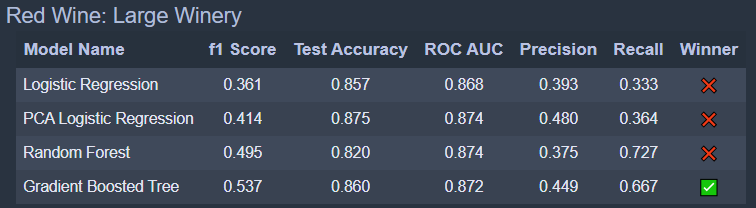 Red Wine: Large Winery
Model Name f1 Score Test Accuracy ROC AUC Precision Recall Winner
Logistic Regression 0.361 0.857 0.868 0.393 0.333 ❌
PCA Logistic Regression 0.414 0.875 0.874 0.480 0.364 ❌
Random Forest 0.495 0.820 0.874 0.375 0.727 ❌
Gradient Boosted Tree 0.537 0.860 0.872 0.449 0.667 ✅